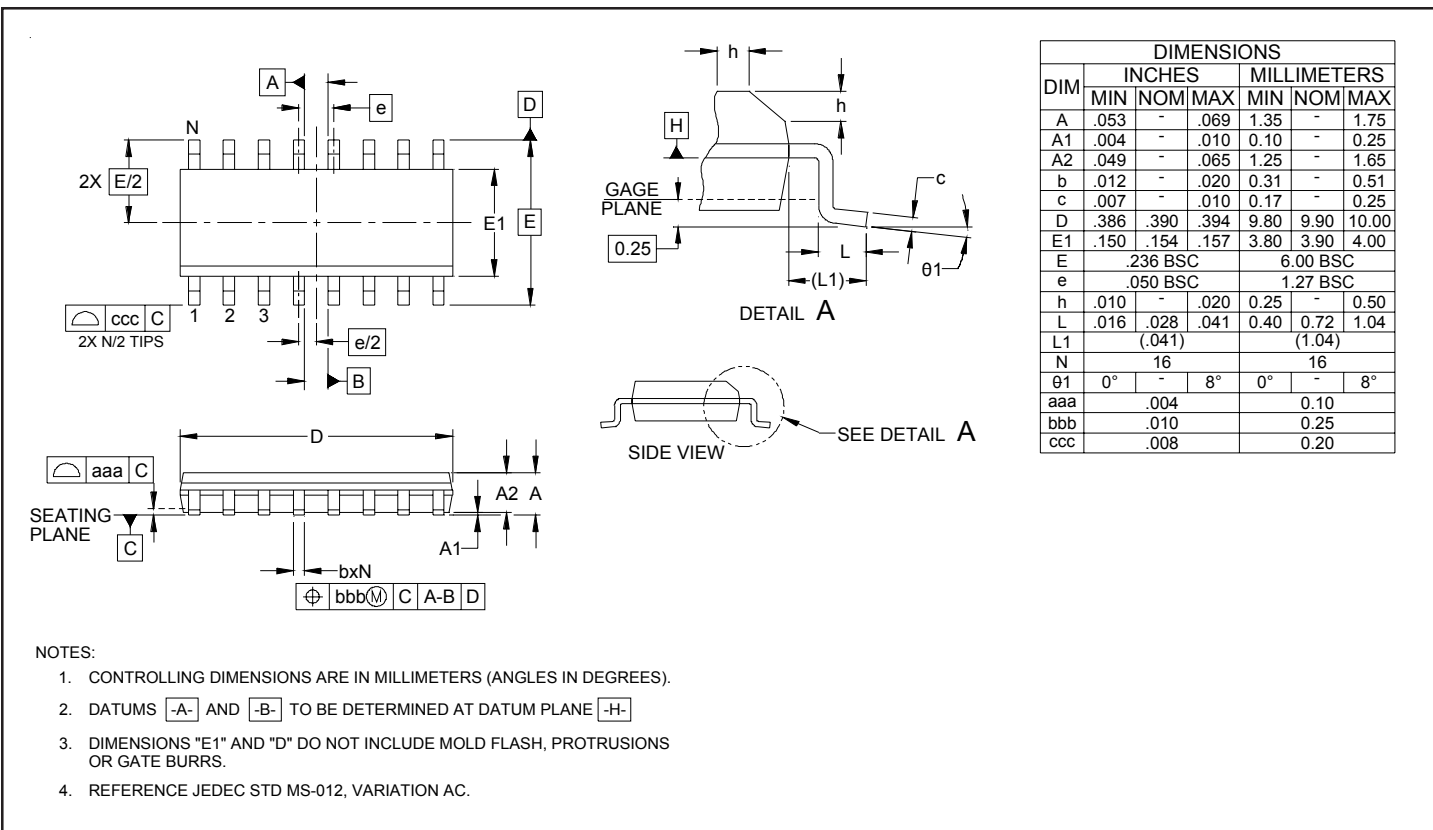 A
e
D
N
2X E/2
E1
E
ccc C
2X N/2 TIPS
1 2 3
e/2
B
D
aaa C
A2 A
SEATING
PLANE
C
A1
bxN
⌖ bbbⓂ C A-B D
h
h
H
c
GAGE
PLANE
0.25
L
(L1)
θ1
DETAIL A
SEE DETAIL A
SIDE VIEW
DIMENSIONS
DIM INCHES MILLIMETERS
MIN NOM MAX MIN NOM MAX
A .053 - .069 1.35 - 1.75
A1 .004 - .010 0.10 - 0.25
A2 .049 - .065 1.25 - 1.65
b .012 - .020 0.31 - 0.51
c .007 - .010 0.17 - 0.25
D .386 .390 .394 9.80 9.90 10.00
E1 .150 .154 .157 3.80 3.90 4.00
E .236 BSC 6.00 BSC
e .050 BSC 1.27 BSC
h .010 - .020 0.25 - 0.50
L .016 .028 .041 0.40 0.72 1.04
L1 (.041) (1.04)
N 16 16
θ1 0° - 8° 0° - 8°
aaa .004 0.10
bbb .010 0.25
ccc .008 0.20
NOTES:
1. CONTROLLING DIMENSIONS ARE IN MILLIMETERS (ANGLES IN DEGREES).
2. DATUMS -A- AND -B- TO BE DETERMINED AT DATUM PLANE -H-
3. DIMENSIONS "E1" AND "D" DO NOT INCLUDE MOLD FLASH, PROTRUSIONS
OR GATE BURRS.
4. REFERENCE JEDEC STD MS-012, VARIATION AC.